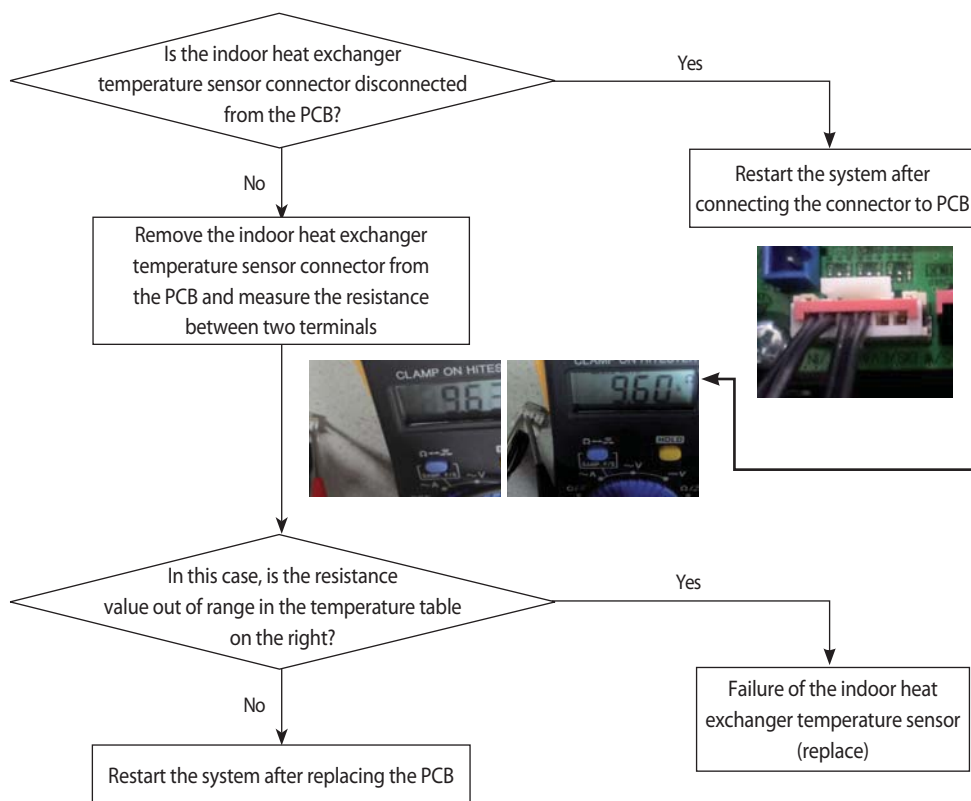 Is the indoor heat exchanger
temperature sensor connector disconnected
from the PCB?
Yes
No
Restart the system after
connecting the connector to PCB
Remove the indoor heat exchanger
temperature sensor connector from
the PCB and measure the resistance
between two terminals
CLAMP ON HITES
9.6
CLAMP ON HITESTER
9.60
HOLD
In this case, is the resistance
value out of range in the temperature table
on the right?
Yes
No
Failure of the indoor heat
exchanger temperature sensor
(replace)
Restart the system after replacing the PCB